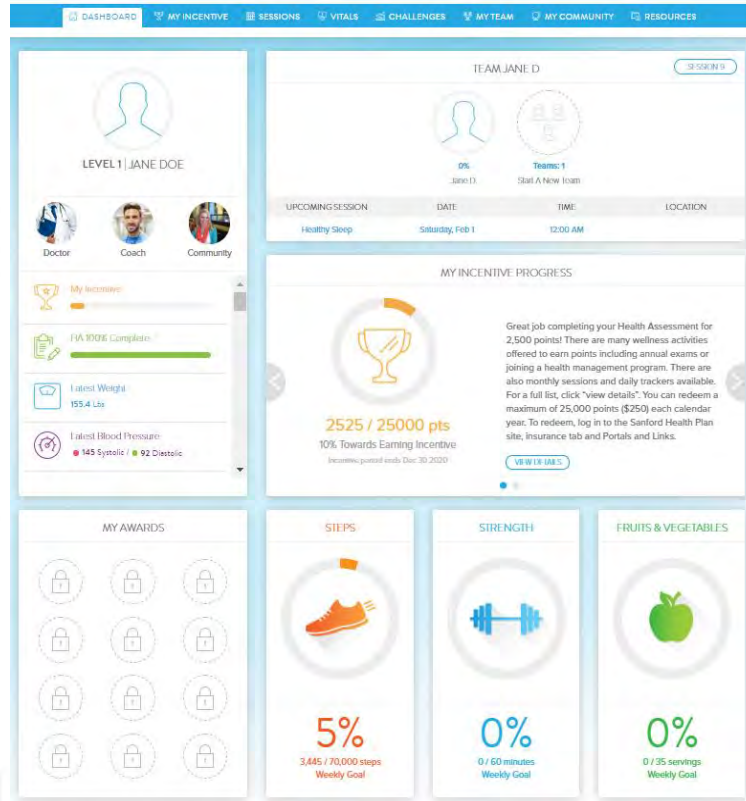 DASHBOARD MY INCENTIVE SESSIONS VITALS CHALLENGES MY TEAM MY COMMUNITY RESOURCES
LEVEL 1 | JANE DOE
Doctor Coach Community
My Incentive
HA 100% Complete
Latest Weight
155.4 Lbs
Latest Blood Pressure
145 Systolic / 92 Diastolic
TEAM JANE D
SESSION 9
0% Teams: 1
Jane D. Start A New Team
UPCOMING SESSION DATE TIME LOCATION
Healthy Sleep Saturday, Feb 1 12:00 AM
MY INCENTIVE PROGRESS
2525 / 25000 pts
10% Towards Earning Incentive
Incentive period ends Dec 30 2020
Great job completing your Health Assessment for
2,500 points! There are many wellness activities
offered to earn points including annual exams or
joining a health management program. There are
also monthly sessions and daily trackers available.
For a full list, click "view details". You can redeem a
maximum of 25,000 points ($250) each calendar
year. To redeem, log in to the Sanford Health Plan
site, insurance tab and Portals and Links.
VIEW DETAILS
MY AWARDS
STEPS
5%
3,445 / 70,000 steps
Weekly Goal
STRENGTH
0%
0 / 60 minutes
Weekly Goal
FRUITS & VEGETABLES
0%
0 / 35 servings
Weekly Goal